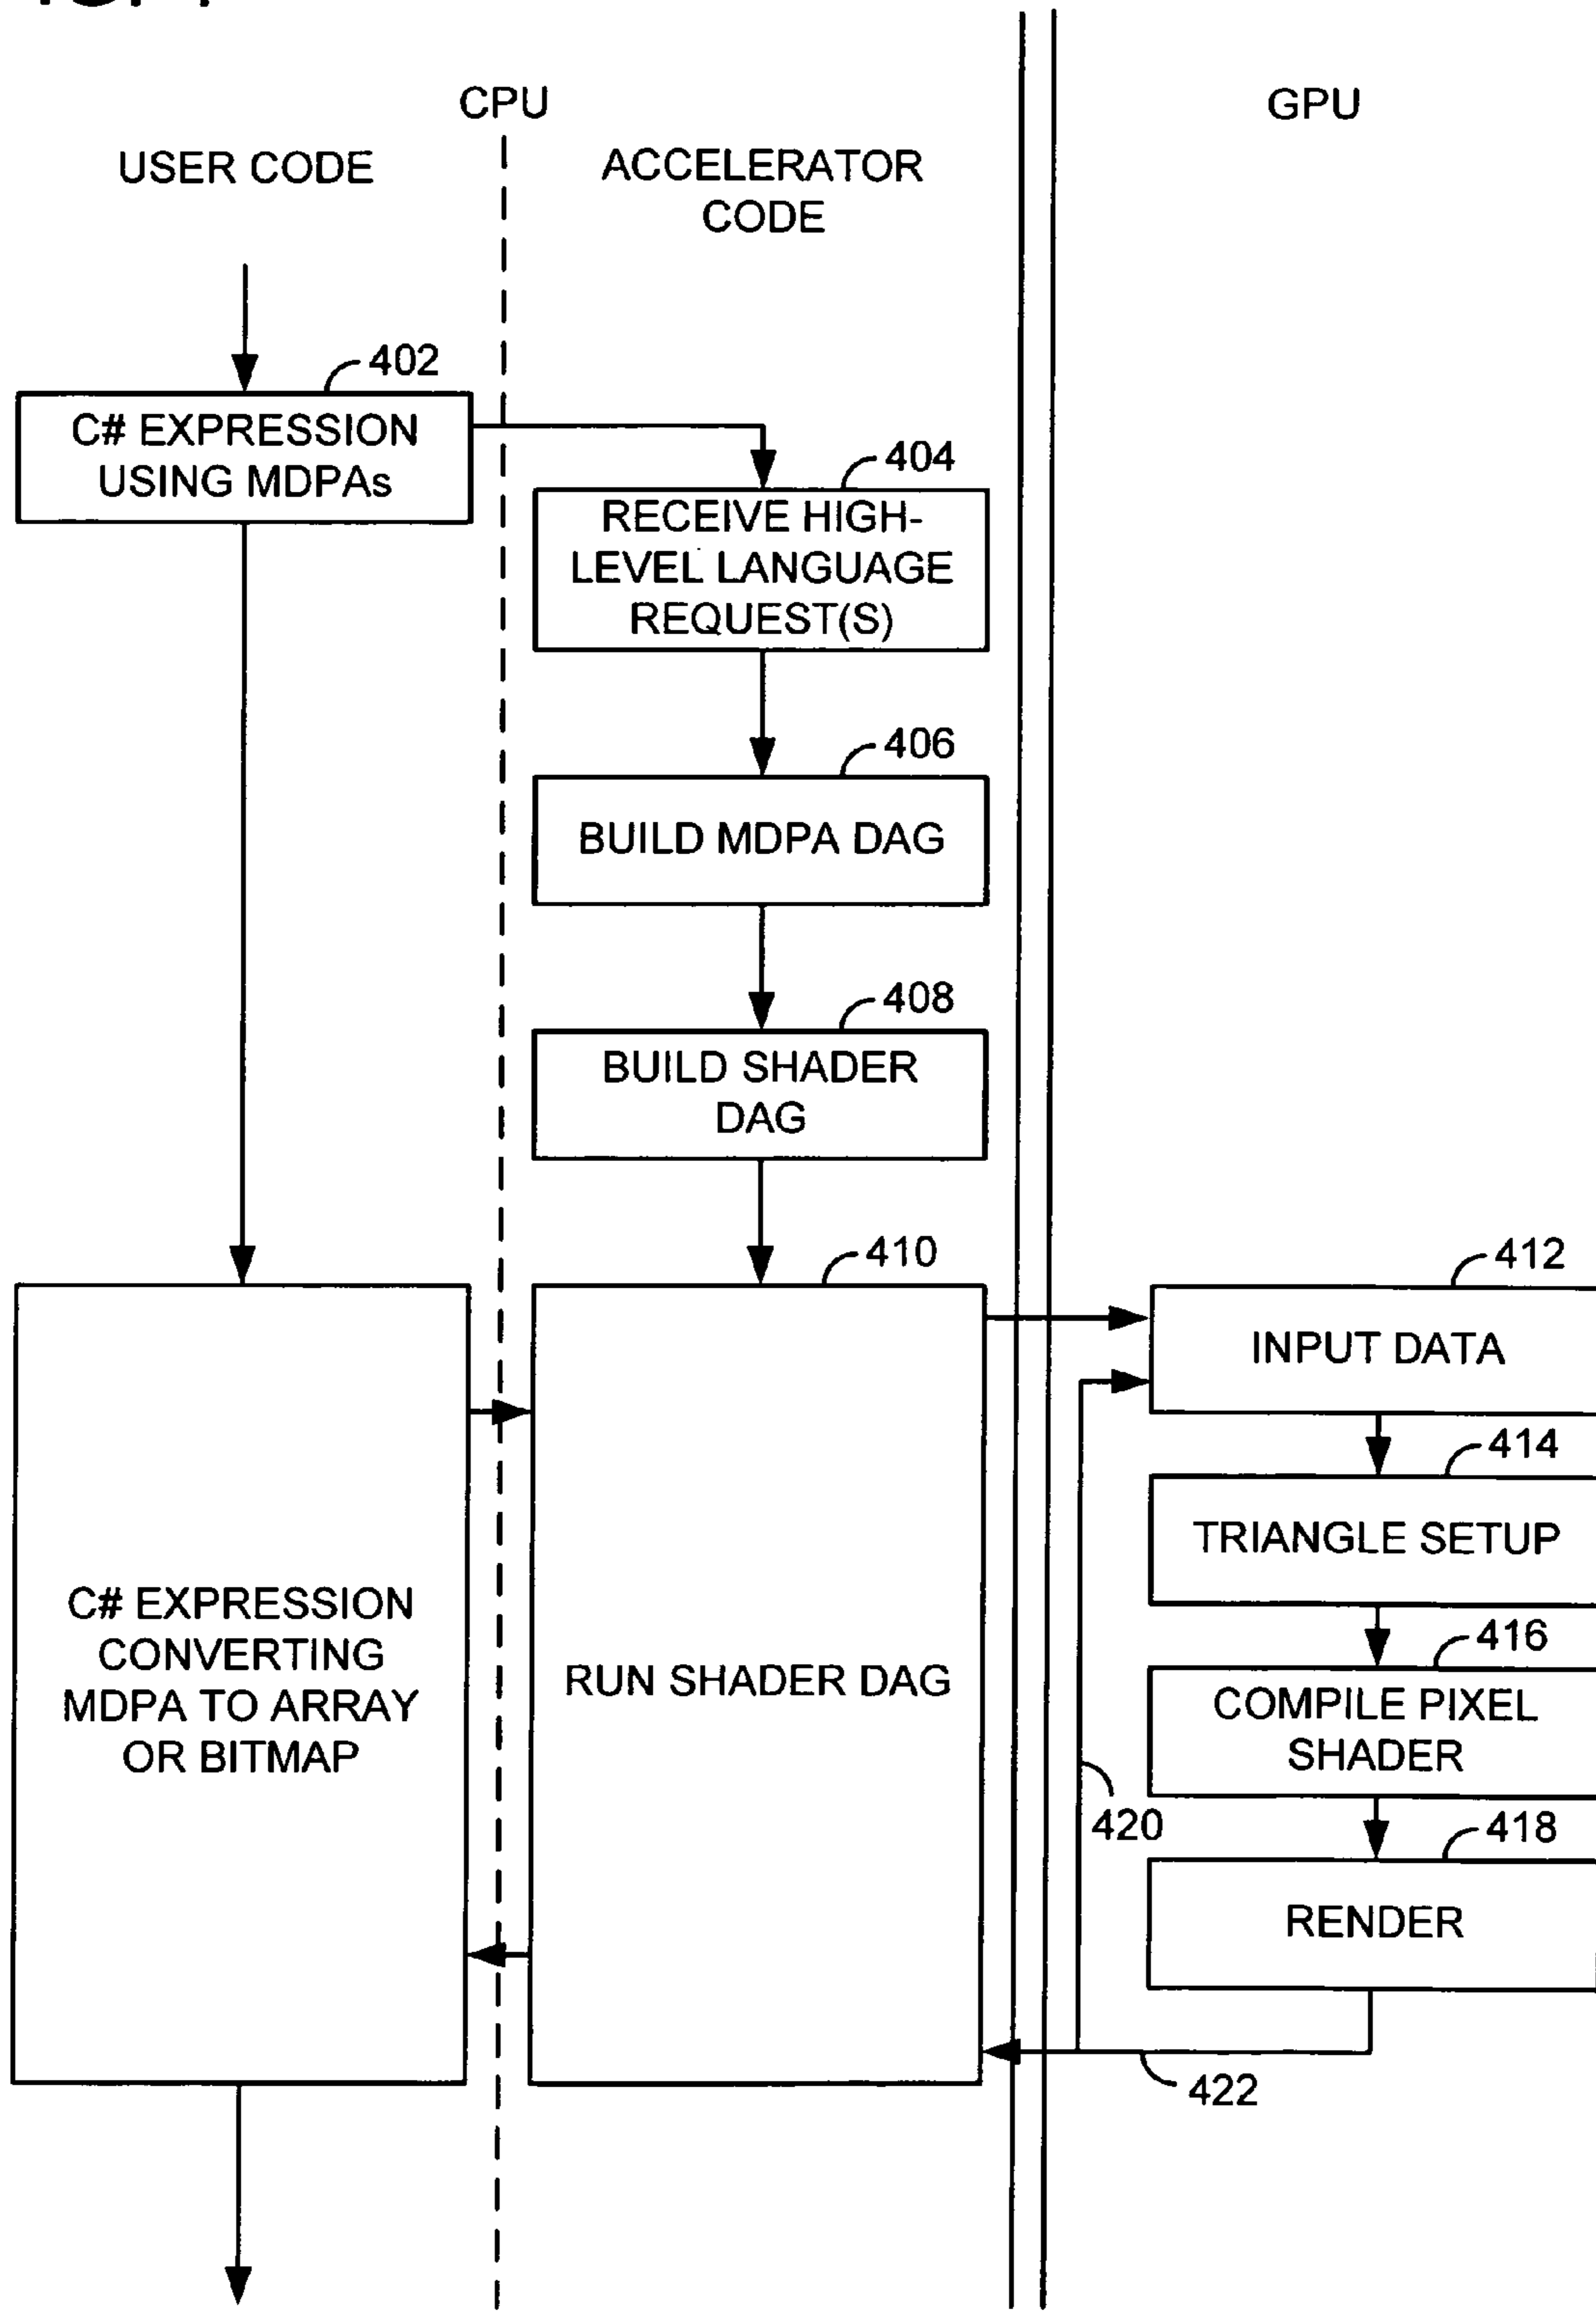 CPU
GPU
USER CODE
ACCELERATOR
CODE
402
C# EXPRESSION
USING MDPAs
404
RECEIVE HIGH-
LEVEL LANGUAGE
REQUEST(S)
406
BUILD MDPA DAG
408
BUILD SHADER
DAG
410
C# EXPRESSION
CONVERTING
MDPA TO ARRAY
OR BITMAP
RUN SHADER DAG
412
INPUT DATA
414
TRIANGLE SETUP
416
COMPILE PIXEL
SHADER
420
418
RENDER
422